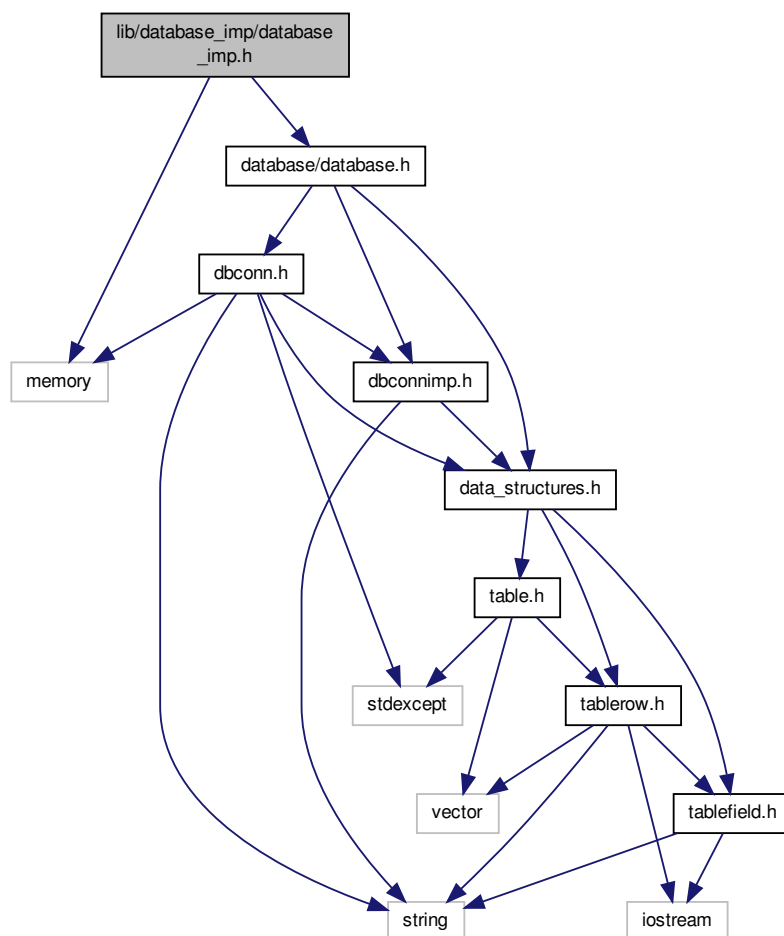 lib/database_imp/database
_imp.h
database/database.h
dbconn.h
memory
dbconnimp.h
data_structures.h
table.h
stdexcept
tablerow.h
vector
tablefield.h
string
iostream